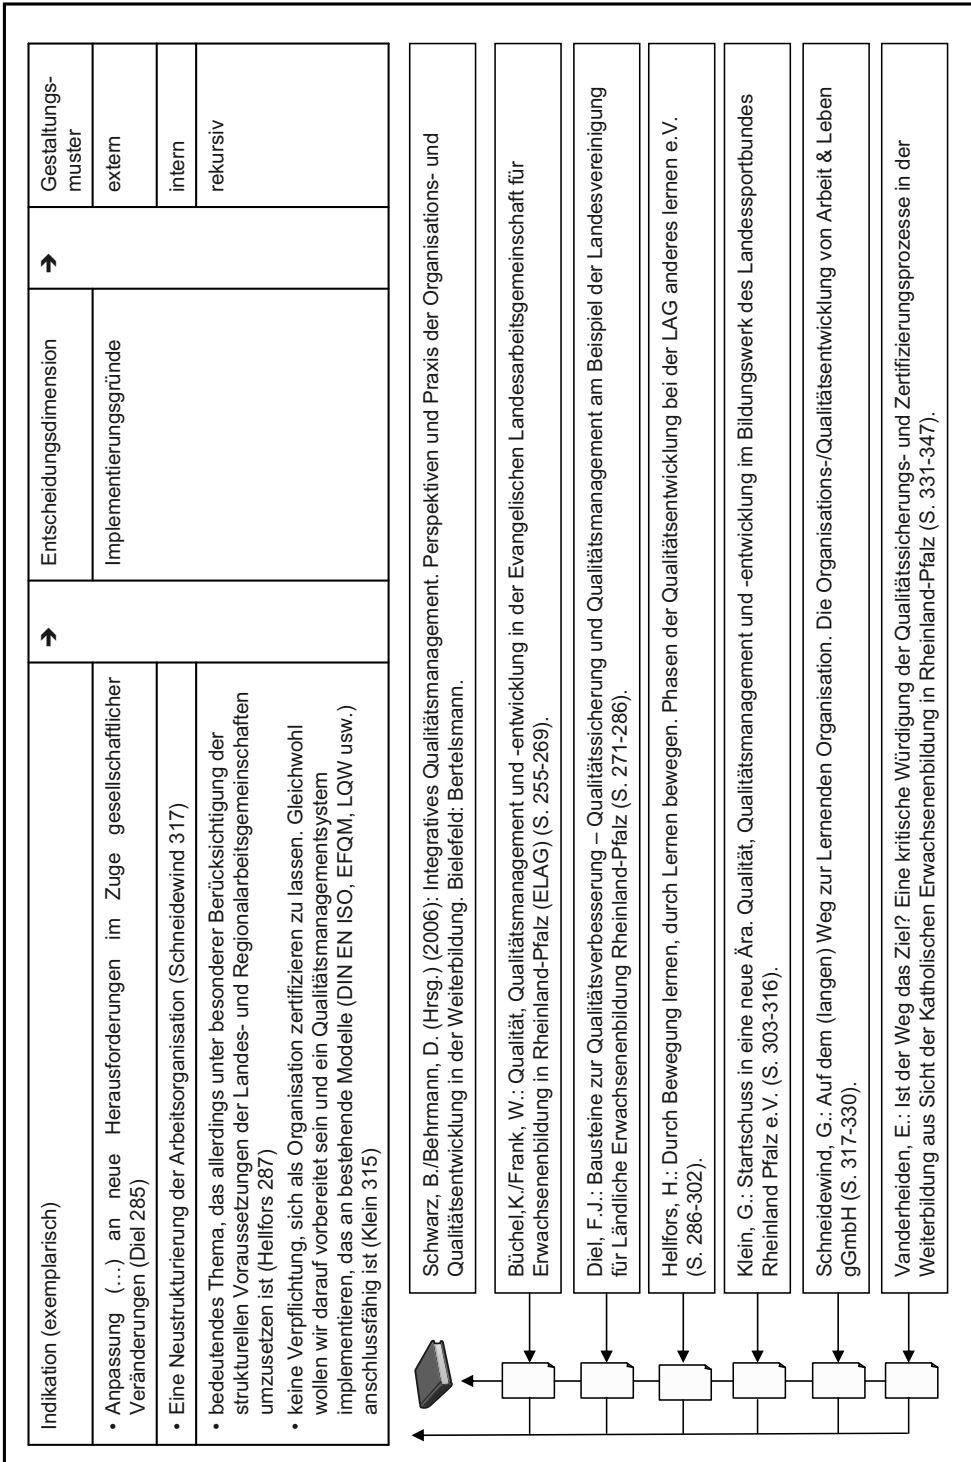 Indikation (exemplarisch)
➔
Entscheidungsdimension
➔
Gestaltungs-
muster
• Anpassung (…) an neue Herausforderungen im Zuge gesellschaftlicher
Veränderungen (Diel 285)
Implementierungsgründe
extern
• Eine Neustrukturierung der Arbeitsorganisation (Schneidewind 317)
intern
• bedeutendes Thema, das allerdings unter besonderer Berücksichtigung der
strukturellen Voraussetzungen der Landes- und Regionalarbeitsgemeinschaften
umzusetzen ist (Hellfors 287)
• keine Verpflichtung, sich als Organisation zertifizieren zu lassen. Gleichwohl
wollen wir darauf vorbereitet sein und ein Qualitätsmanagementsystem
implementieren, das an bestehende Modelle (DIN EN ISO, EFQM, LQW usw.)
anschlussfähig ist (Klein 315)
rekursiv
Schwarz, B./Behrmann, D. (Hrsg.) (2006): Integratives Qualitätsmanagement. Perspektiven und Praxis der Organisations- und
Qualitätsentwicklung in der Weiterbildung. Bielefeld: Bertelsmann.
Büchel,K./Frank, W.: Qualität, Qualitätsmanagement und -entwicklung in der Evangelischen Landesarbeitsgemeinschaft für
Erwachsenenbildung in Rheinland-Pfalz (ELAG) (S. 255-269).
Diel, F.J.: Bausteine zur Qualitätsverbesserung – Qualitätssicherung und Qualitätsmanagement am Beispiel der Landesvereinigung
für Ländliche Erwachsenenbildung Rheinland-Pfalz (S. 271-286).
Hellfors, H.: Durch Bewegung lernen, durch Lernen bewegen. Phasen der Qualitätsentwicklung bei der LAG anderes lernen e.V.
(S. 286-302).
Klein, G.: Startschuss in eine neue Ära. Qualität, Qualitätsmanagement und -entwicklung im Bildungswerk des Landessportbundes
Rheinland Pfalz e.V. (S. 303-316).
Schneidewind, G.: Auf dem (langen) Weg zur Lernenden Organisation. Die Organisations-/Qualitätsentwicklung von Arbeit & Leben
gGmbH (S. 317-330).
Vanderheiden, E.: Ist der Weg das Ziel? Eine kritische Würdigung der Qualitätssicherungs- und Zertifizierungsprozesse in der
Weiterbildung aus Sicht der Katholischen Erwachsenenbildung in Rheinland-Pfalz (S. 331-347).